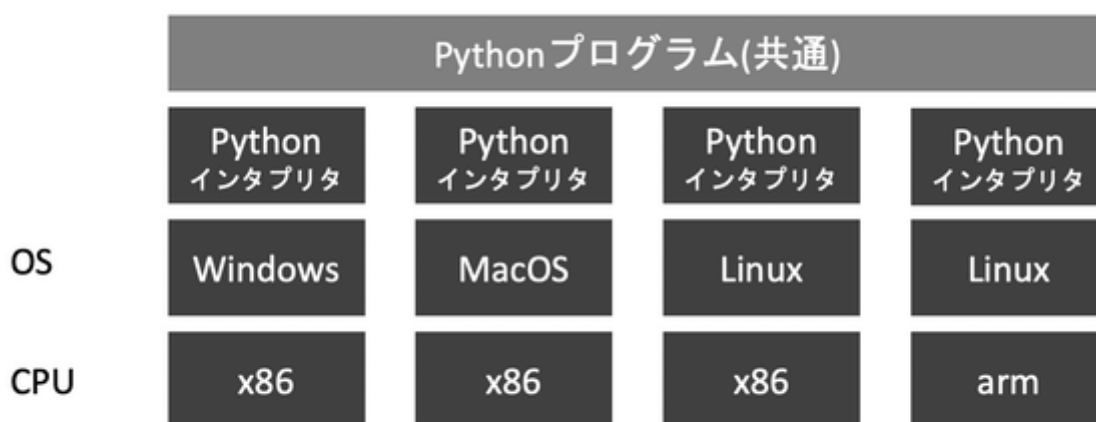 Pythonプログラム(共通)
Python Python Python Python
インタプリタ インタプリタ インタプリタ インタプリタ
OS Windows MacOS Linux Linux
CPU x86 x86 x86 arm